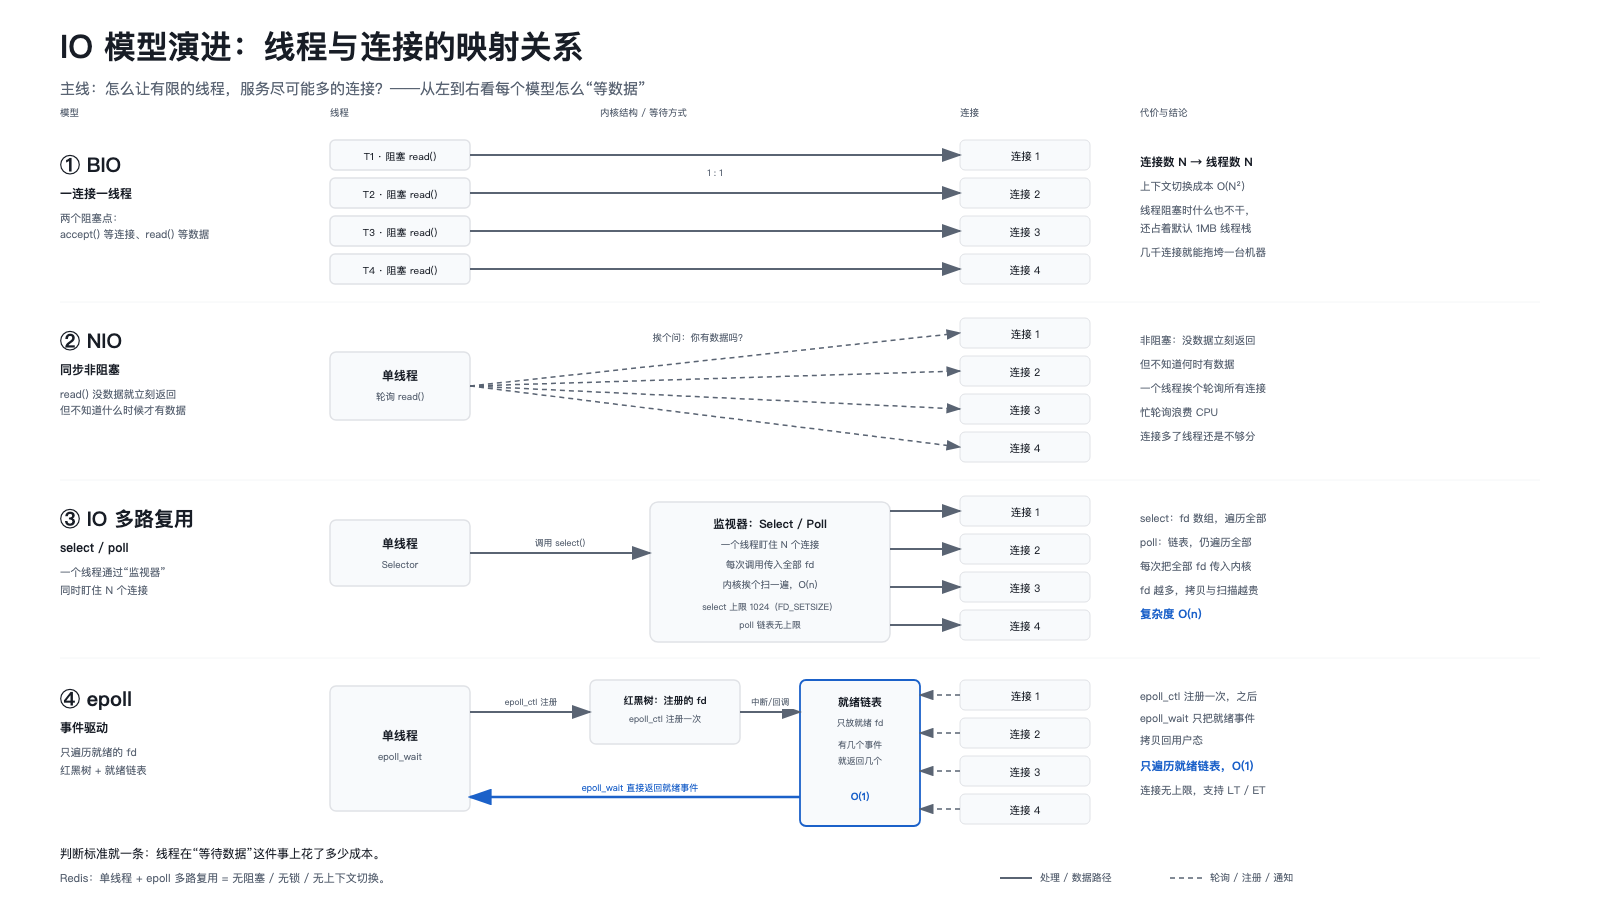 IO 模型演进：线程与连接的映射关系
主线：怎么让有限的线程，服务尽可能多的连接？——从左到右看每个模型怎么“等数据”
模型
线程
内核结构 / 等待方式
连接
代价与结论
① BIO
一连接一线程
两个阻塞点：
accept() 等连接、read() 等数据
T1 · 阻塞 read()
T2 · 阻塞 read()
T3 · 阻塞 read()
T4 · 阻塞 read()
1 : 1
连接 1
连接 2
连接 3
连接 4
连接数 N → 线程数 N
上下文切换成本 O(N²)
线程阻塞时什么也不干，
还占着默认 1MB 线程栈
几千连接就能拖垮一台机器
② NIO
同步非阻塞
read() 没数据就立刻返回
但不知道什么时候才有数据
单线程
轮询 read()
挨个问：你有数据吗？
连接 1
连接 2
连接 3
连接 4
非阻塞：没数据立刻返回
但不知何时有数据
一个线程挨个轮询所有连接
忙轮询浪费 CPU
连接多了线程还是不够分
③ IO 多路复用
select / poll
一个线程通过“监视器”
同时盯住 N 个连接
单线程
Selector
调用 select()
监视器：Select / Poll
一个线程盯住 N 个连接
每次调用传入全部 fd
内核挨个扫一遍，O(n)
select 上限 1024（FD_SETSIZE）
poll 链表无上限
连接 1
连接 2
连接 3
连接 4
select：fd 数组，遍历全部
poll：链表，仍遍历全部
每次把全部 fd 传入内核
fd 越多，拷贝与扫描越贵
复杂度 O(n)
④ epoll
事件驱动
只遍历就绪的 fd
红黑树 + 就绪链表
单线程
epoll_wait
epoll_ctl 注册
红黑树：注册的 fd
epoll_ctl 注册一次
中断/回调
就绪链表
只放就绪 fd
有几个事件
就返回几个
O(1)
epoll_wait 直接返回就绪事件
连接 1
连接 2
连接 3
连接 4
epoll_ctl 注册一次，之后
epoll_wait 只把就绪事件
拷贝回用户态
只遍历就绪链表，O(1)
连接无上限，支持 LT / ET
判断标准就一条：线程在“等待数据”这件事上花了多少成本。
Redis：单线程 + epoll 多路复用 = 无阻塞 / 无锁 / 无上下文切换。
处理 / 数据路径
轮询 / 注册 / 通知